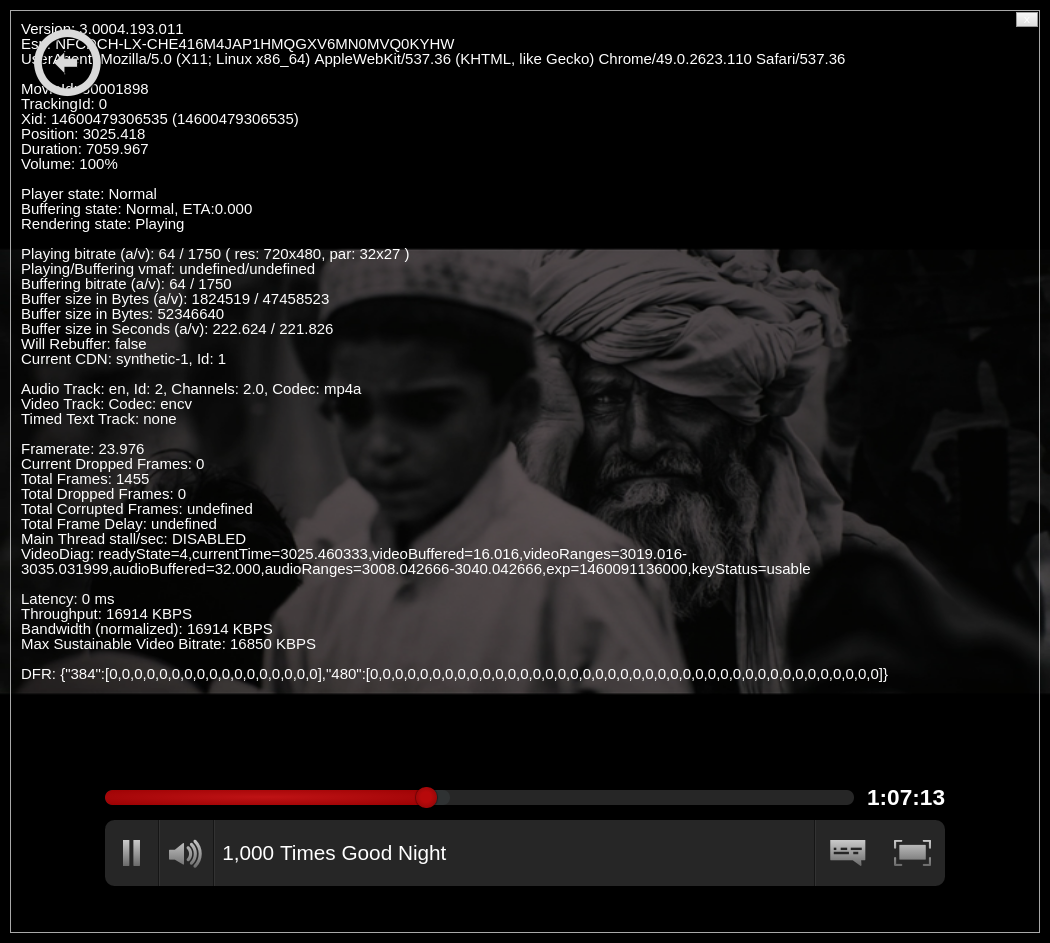 Version: 3.0004.193.011
Esn: NFCDCH-LX-CHE416M4JAP1HMQGXV6MN0MVQ0KYHW
UserAgent: Mozilla/5.0 (X11; Linux x86_64) AppleWebKit/537.36 (KHTML, like Gecko) Chrome/49.0.2623.110 Safari/537.36
TrackingId: 0
Xid: 14600479306535 (14600479306535)
Position: 3025.418
Duration: 7059.967
Volume: 100%
Player state: Normal
Buffering state: Normal, ETA:0.000
Rendering state: Playing
Playing bitrate (a/v): 64 / 1750 ( res: 720x480, par: 32x27 )
Playing/Buffering vmaf: undefined/undefined
Buffering bitrate (a/v): 64 / 1750
Buffer size in Bytes (a/v): 1824519 / 47458523
Buffer size in Bytes: 52346640
Buffer size in Seconds (a/v): 222.624 / 221.826
Will Rebuffer: false
Current CDN: synthetic-1, Id: 1
Audio Track: en, Id: 2, Channels: 2.0, Codec: mp4a
Video Track: Codec: encv
Timed Text Track: none
Framerate: 23.976
Current Dropped Frames: 0
Total Frames: 1455
Total Dropped Frames: 0
Total Corrupted Frames: undefined
Total Frame Delay: undefined
Main Thread stall/sec: DISABLED
VideoDiag: readyState=4,currentTime=3025.460333,videoBuffered=16.016,videoRanges=3019.016-
3035.031999,audioBuffered=32.000,audioRanges=3008.042666-3040.042666,exp=1460091136000,keyStatus=usable
Latency: 0 ms
Throughput: 16914 KBPS
Bandwidth (normalized): 16914 KBPS
Max Sustainable Video Bitrate: 16850 KBPS
DFR: {"384":[0,0,0,0,0,0,0,0,0,0,0,0,0,0,0,0,0],"480":[0,0,0,0,0,0,0,0,0,0,0,0,0,0,0,0,0,0,0,0,0,0,0,0,0,0,0,0,0,0,0,0,0,0,0,0,0,0,0,0,0]}
1:07:13
1,000 Times Good Night